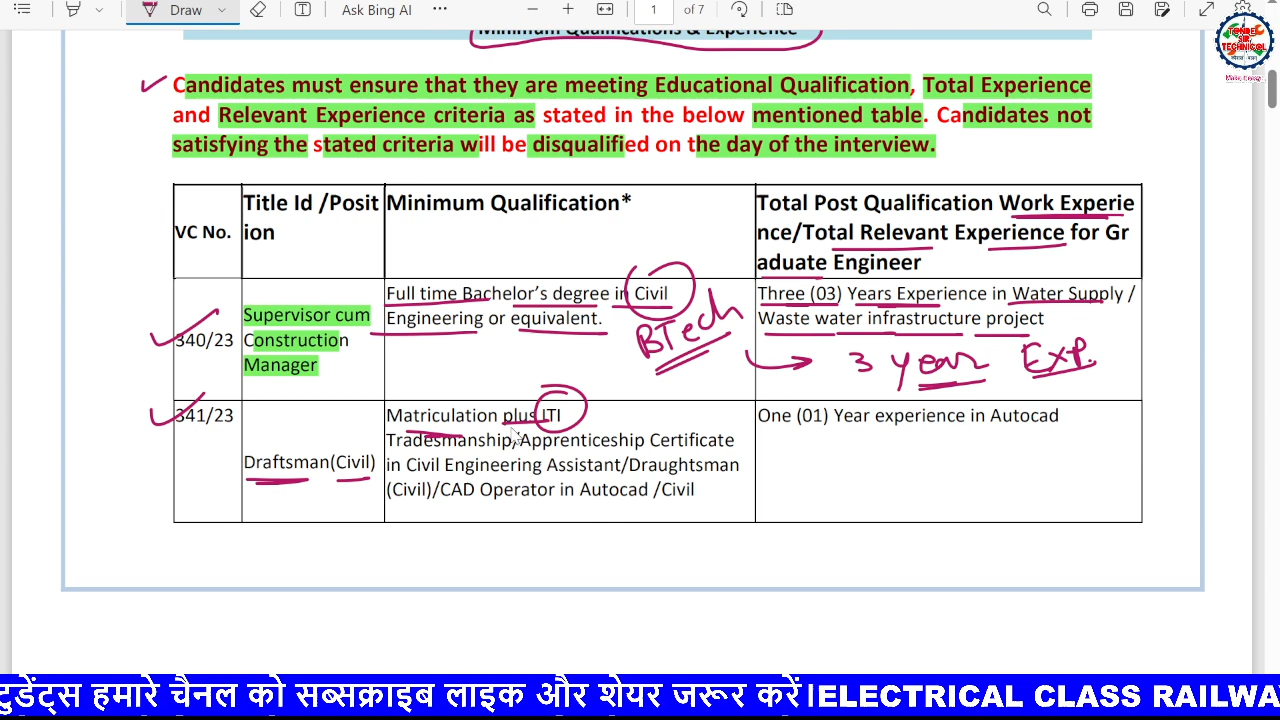 Draw
Ask Bing AI
1 of 7
TONDE
SIR
TECHNICAL
Minimum Qualifications & Experience
Candidates must ensure that they are meeting Educational Qualification, Total Experience
and Relevant Experience criteria as stated in the below mentioned table. Candidates not
satisfying the stated criteria will be disqualified on the day of the interview.
VC No.
Title Id /Posit
ion
Minimum Qualification*
Total Post Qualification Work Experie
nce/Total Relevant Experience for Gr
aduate Engineer
340/23
Supervisor cum
Construction
Manager
Full time Bachelor's degree in Civil
Engineering or equivalent.
BTech
Three (03) Years Experience in Water Supply /
Waste water infrastructure project
3 year Exp.
341/23
Draftsman(Civil)
Matriculation plus ITI
Tradesmanship/Apprenticeship Certificate
in Civil Engineering Assistant/Draughtsman
(Civil)/CAD Operator in Autocad /Civil
One (01) Year experience in Autocad
टुडेंट्स हमारे चैनल को सब्सक्राइब लाइक और शेयर जरूर करें IELECTRICAL CLASS RAILWA